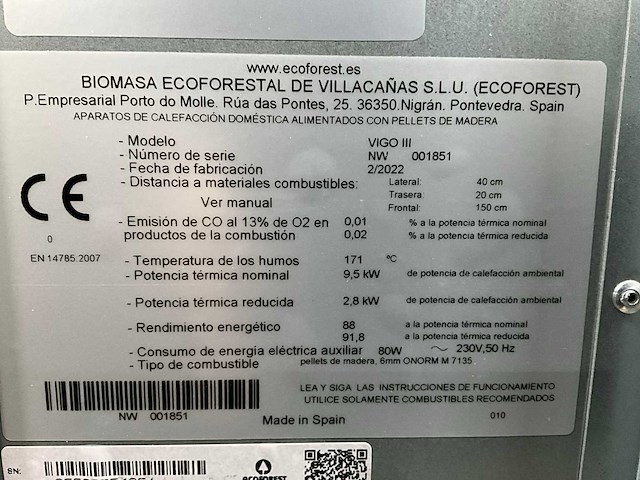 www.ecoforest.es
BIOMASA ECOFORESTAL DE VILLACAÑAS S.L.U. (ECOFOREST)
P.Empresarial Porto do Molle. Rúa das Pontes, 25. 36350.Nigrán. Pontevedra. Spain
APARATOS DE CALEFACCIÓN DOMÉSTICA ALIMENTADOS CON PELLETS DE MADERA
- Modelo VIGO III
- Número de serie NW 001851
- Fecha de fabricación 2/2022
- Distancia a materiales combustibles: Lateral: 40 cm
Ver manual Trasera: 20 cm
Frontal: 150 cm
CE
0
EN 14785:2007
- Emisión de CO al 13% de O2 en 0,01 % a la potencia térmica nominal
productos de la combustión 0,02 % a la potencia térmica reducida
- Temperatura de los humos 171 ºC
- Potencia térmica nominal 9,5 kW de potencia de calefacción ambiental
- Potencia térmica reducida 2,8 kW de potencia de calefacción ambiental
- Rendimiento energético 88 a la potencia térmica nominal
91,8 a la potencia térmica reducida
- Consumo de energía eléctrica auxiliar 80W ~ 230V,50 Hz
- Tipo de combustible pellets de madera, 6mm ONORM M 7135
LEA Y SIGA LAS INSTRUCCIONES DE FUNCIONAMIENTO
UTILICE SOLAMENTE COMBUSTIBLES RECOMENDADOS
NW 001851
Made in Spain
010
SN:
ECOFOREST